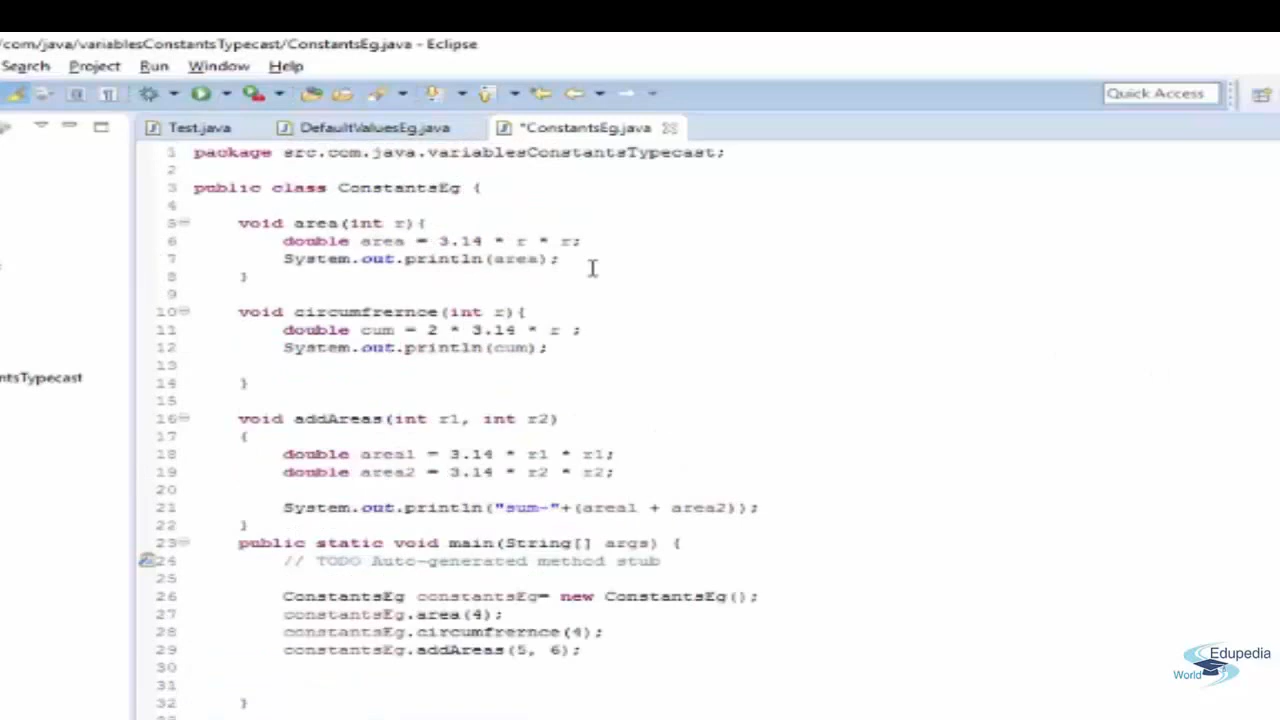 /com/java/variablesConstantsTypecast/ConstantsEg.java - Eclipse
Search Project Run Window Help
Quick Access
Test.java DefaultValuesEg.java *ConstantsEg.java
1 package src.com.java.variablesConstantsTypecast;
2
3 public class ConstantsEg {
4
5 void area(int r){
6 double area = 3.14 * r * r;
7 System.out.println(area);
8 }
9
10 void circumfrernce(int r){
11 double cum = 2 * 3.14 * r ;
12 System.out.println(cum);
13
14 }
15
16 void addAreas(int r1, int r2)
17 {
18 double area1 = 3.14 * r1 * r1;
19 double area2 = 3.14 * r2 * r2;
20
21 System.out.println("sum-"+(area1 + area2));
22 }
23 public static void main(String[] args) {
24 // TODO Auto-generated method stub
25
26 ConstantsEg constantsEg= new ConstantsEg();
27 constantsEg.area(4);
28 constantsEg.circumfrernce(4);
29 constantsEg.addAreas(5, 6);
30
31
32 }
ntsTypecast
Edupedia
World